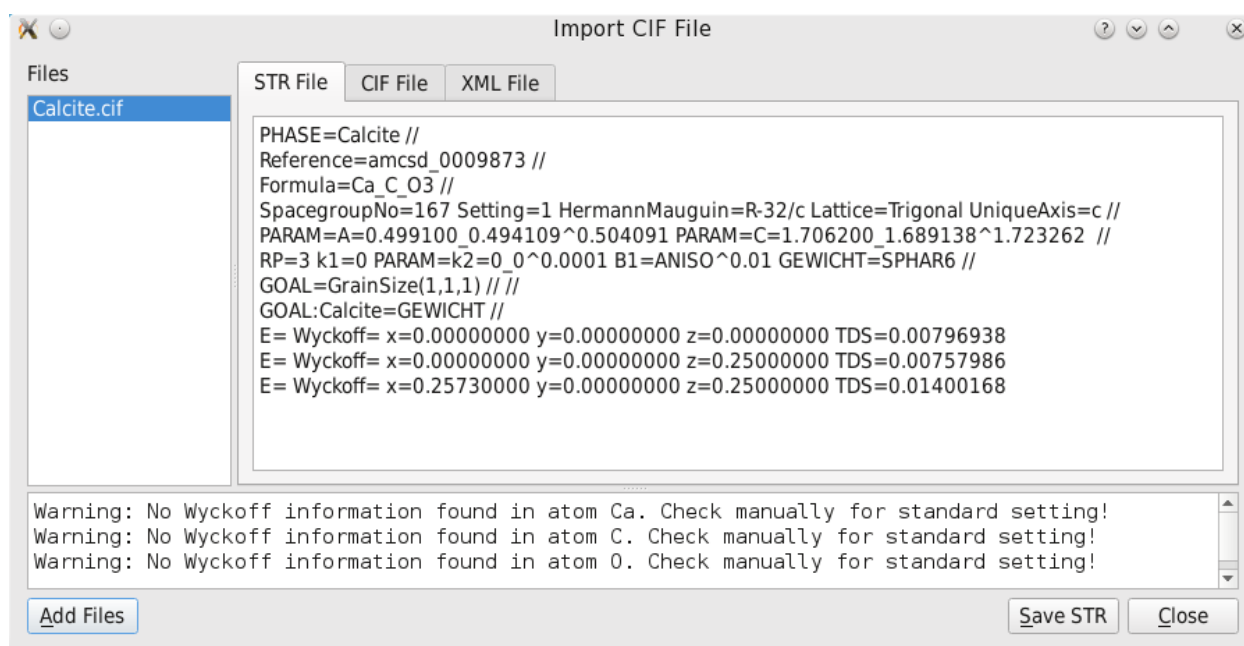 Import CIF File
Files
Calcite.cif
STR File
CIF File
XML File
PHASE=Calcite //
Reference=amcsd_0009873 //
Formula=Ca_C_O3 //
SpacegroupNo=167 Setting=1 HermannMauguin=R-32/c Lattice=Trigonal UniqueAxis=c //
PARAM=A=0.499100_0.494109^0.504091 PARAM=C=1.706200_1.689138^1.723262 //
RP=3 k1=0 PARAM=k2=0_0^0.0001 B1=ANISO^0.01 GEWICHT=SPHAR6 //
GOAL=GrainSize(1,1,1) // //
GOAL:Calcite=GEWICHT //
E= Wyckoff= x=0.00000000 y=0.00000000 z=0.00000000 TDS=0.00796938
E= Wyckoff= x=0.00000000 y=0.00000000 z=0.25000000 TDS=0.00757986
E= Wyckoff= x=0.25730000 y=0.00000000 z=0.25000000 TDS=0.01400168
Warning: No Wyckoff information found in atom Ca. Check manually for standard setting!
Warning: No Wyckoff information found in atom C. Check manually for standard setting!
Warning: No Wyckoff information found in atom O. Check manually for standard setting!
Add Files
Save STR
Close